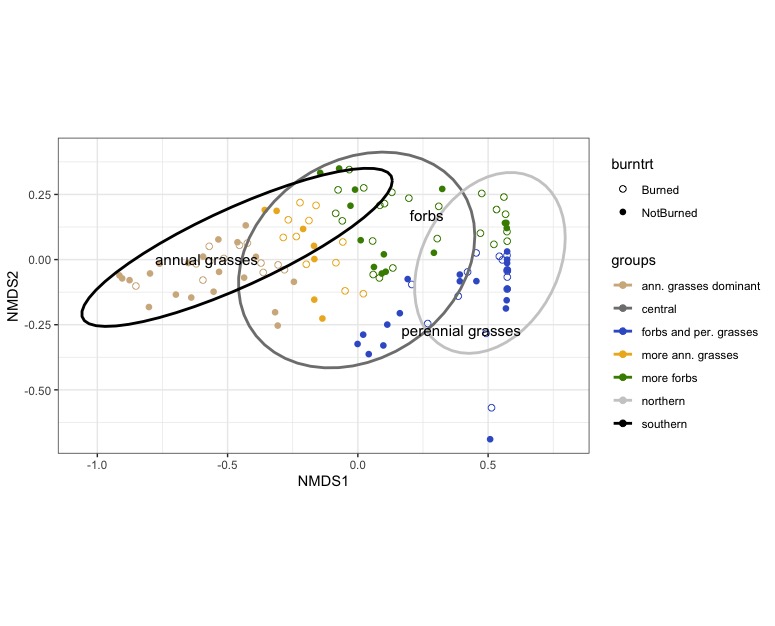 burntrt
Burned
NotBurned
groups
ann. grasses dominant
central
forbs and per. grasses
more ann. grasses
more forbs
northern
southern
0.25
0.00
-0.25
-0.50
NMDS2
forbs
annual grasses
perennial grasses
-1.0
-0.5
0.0
0.5
NMDS1